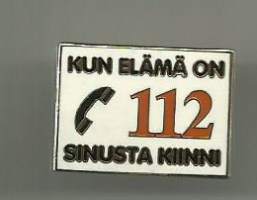 KUN ELÄMÄ ON
112
SINUSTA KIINNI